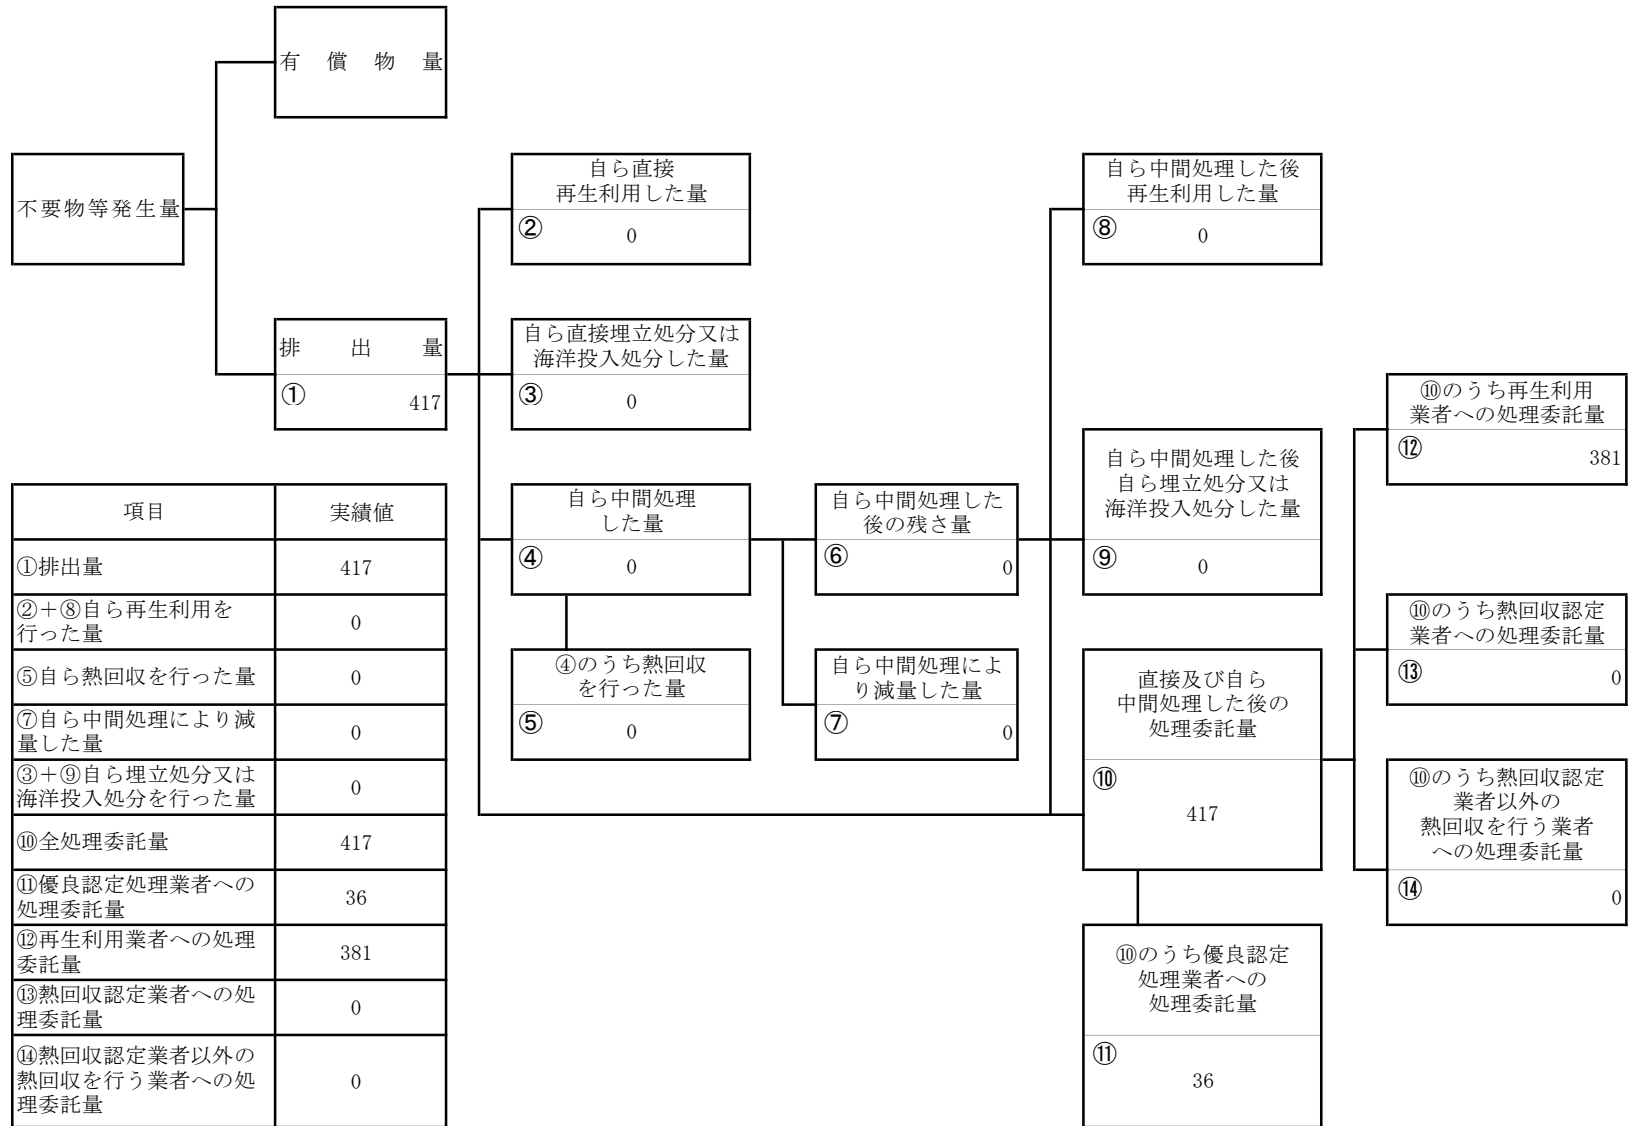 有償物量
不要物等発生量
排出量
①
417
自ら直接
再生利用した量
②
0
自ら直接埋立処分又は
海洋投入処分した量
③
0
自ら中間処理
した量
④
0
④のうち熱回収
を行った量
⑤
0
自ら中間処理した
後の残さ量
⑥
0
自ら中間処理によ
り減量した量
⑦
0
自ら中間処理した後
再生利用した量
⑧
0
自ら中間処理した後
自ら埋立処分又は
海洋投入処分した量
⑨
0
直接及び自ら
中間処理した後の
処理委託量
⑩
417
⑩のうち優良認定
処理業者への
処理委託量
⑪
36
⑩のうち再生利用
業者への処理委託量
⑫
381
⑩のうち熱回収認定
業者への処理委託量
⑬
0
⑩のうち熱回収認定
業者以外の
熱回収を行う業者
への処理委託量
⑭
0
項目 実績値
①排出量 417
②＋⑧自ら再生利用を
行った量 0
⑤自ら熱回収を行った量 0
⑦自ら中間処理により減
量した量 0
③＋⑨自ら埋立処分又は
海洋投入処分を行った量 0
⑩全処理委託量 417
⑪優良認定処理業者への
処理委託量 36
⑫再生利用業者への処理
委託量 381
⑬熱回収認定業者への処
理委託量 0
⑭熱回収認定業者以外の
熱回収を行う業者への処
理委託量 0